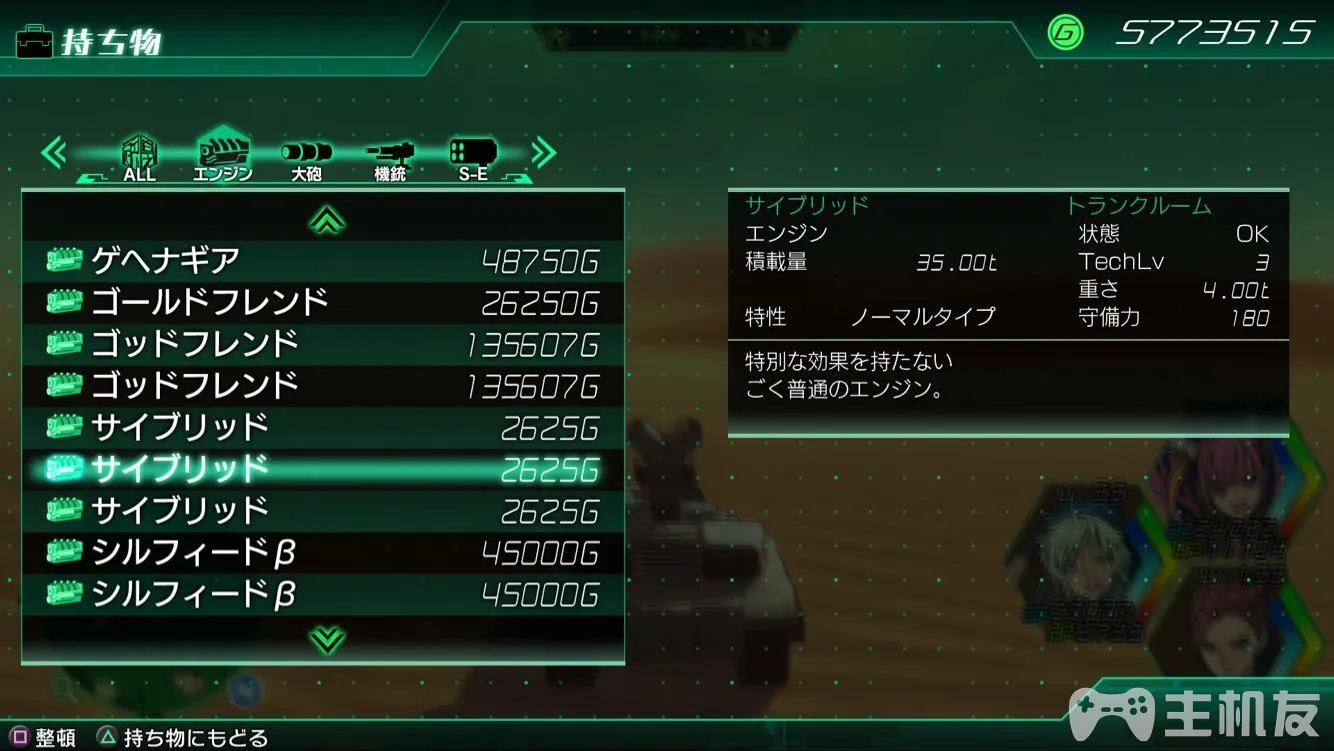 持ち物
5773515
ALL エンジン 大砲 機銃 S-E
ゲヘナギア 48750G
ゴールドフレンド 26250G
ゴッドフレンド 135607G
ゴッドフレンド 135607G
サイブリッド 2625G
サイブリッド 2625G
サイブリッド 2625G
シルフィードβ 45000G
シルフィードβ 45000G
サイブリッド トランクルーム
エンジン 状態 OK
積載量 35.00t TechLv 3
重さ 4.00t
特性 ノーマルタイプ 守備力 180
特別な効果を持たない
ごく普通のエンジン。
整頓 持ち物にもどる
主机友